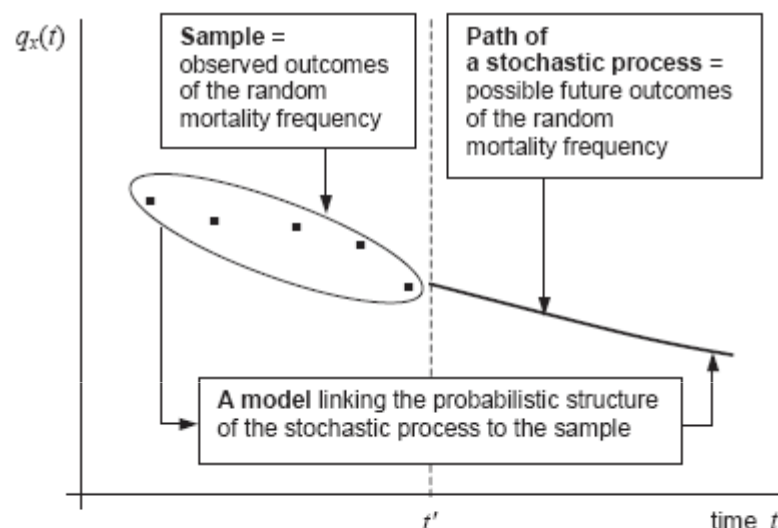 qx(t)
Sample =
observed outcomes
of the random
mortality frequency
Path of
a stochastic process =
possible future outcomes
of the random
mortality frequency
A model linking the probabilistic structure
of the stochastic process to the sample
t'
time, t